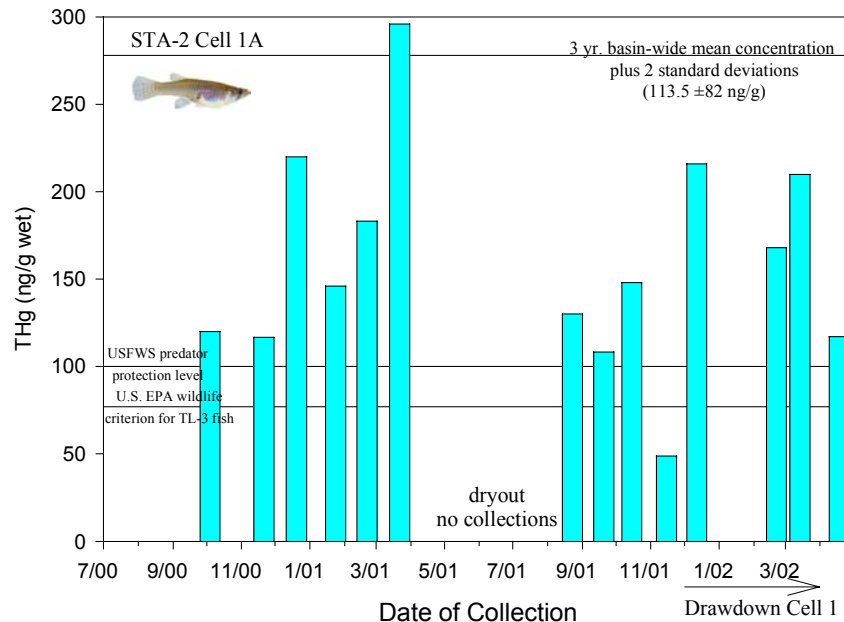 STA-2 Cell 1A
3 yr. basin-wide mean concentration
plus 2 standard deviations
(113.5 ±82 ng/g)
THg (ng/g wet)
300
250
200
150
100
50
0
USFWS predator
protection level
U.S. EPA wildlife
criterion for TL-3 fish
dryout
no collections
7/00 9/00 11/00 1/01 3/01 5/01 7/01 9/01 11/01 1/02 3/02
Date of Collection
Drawdown Cell 1